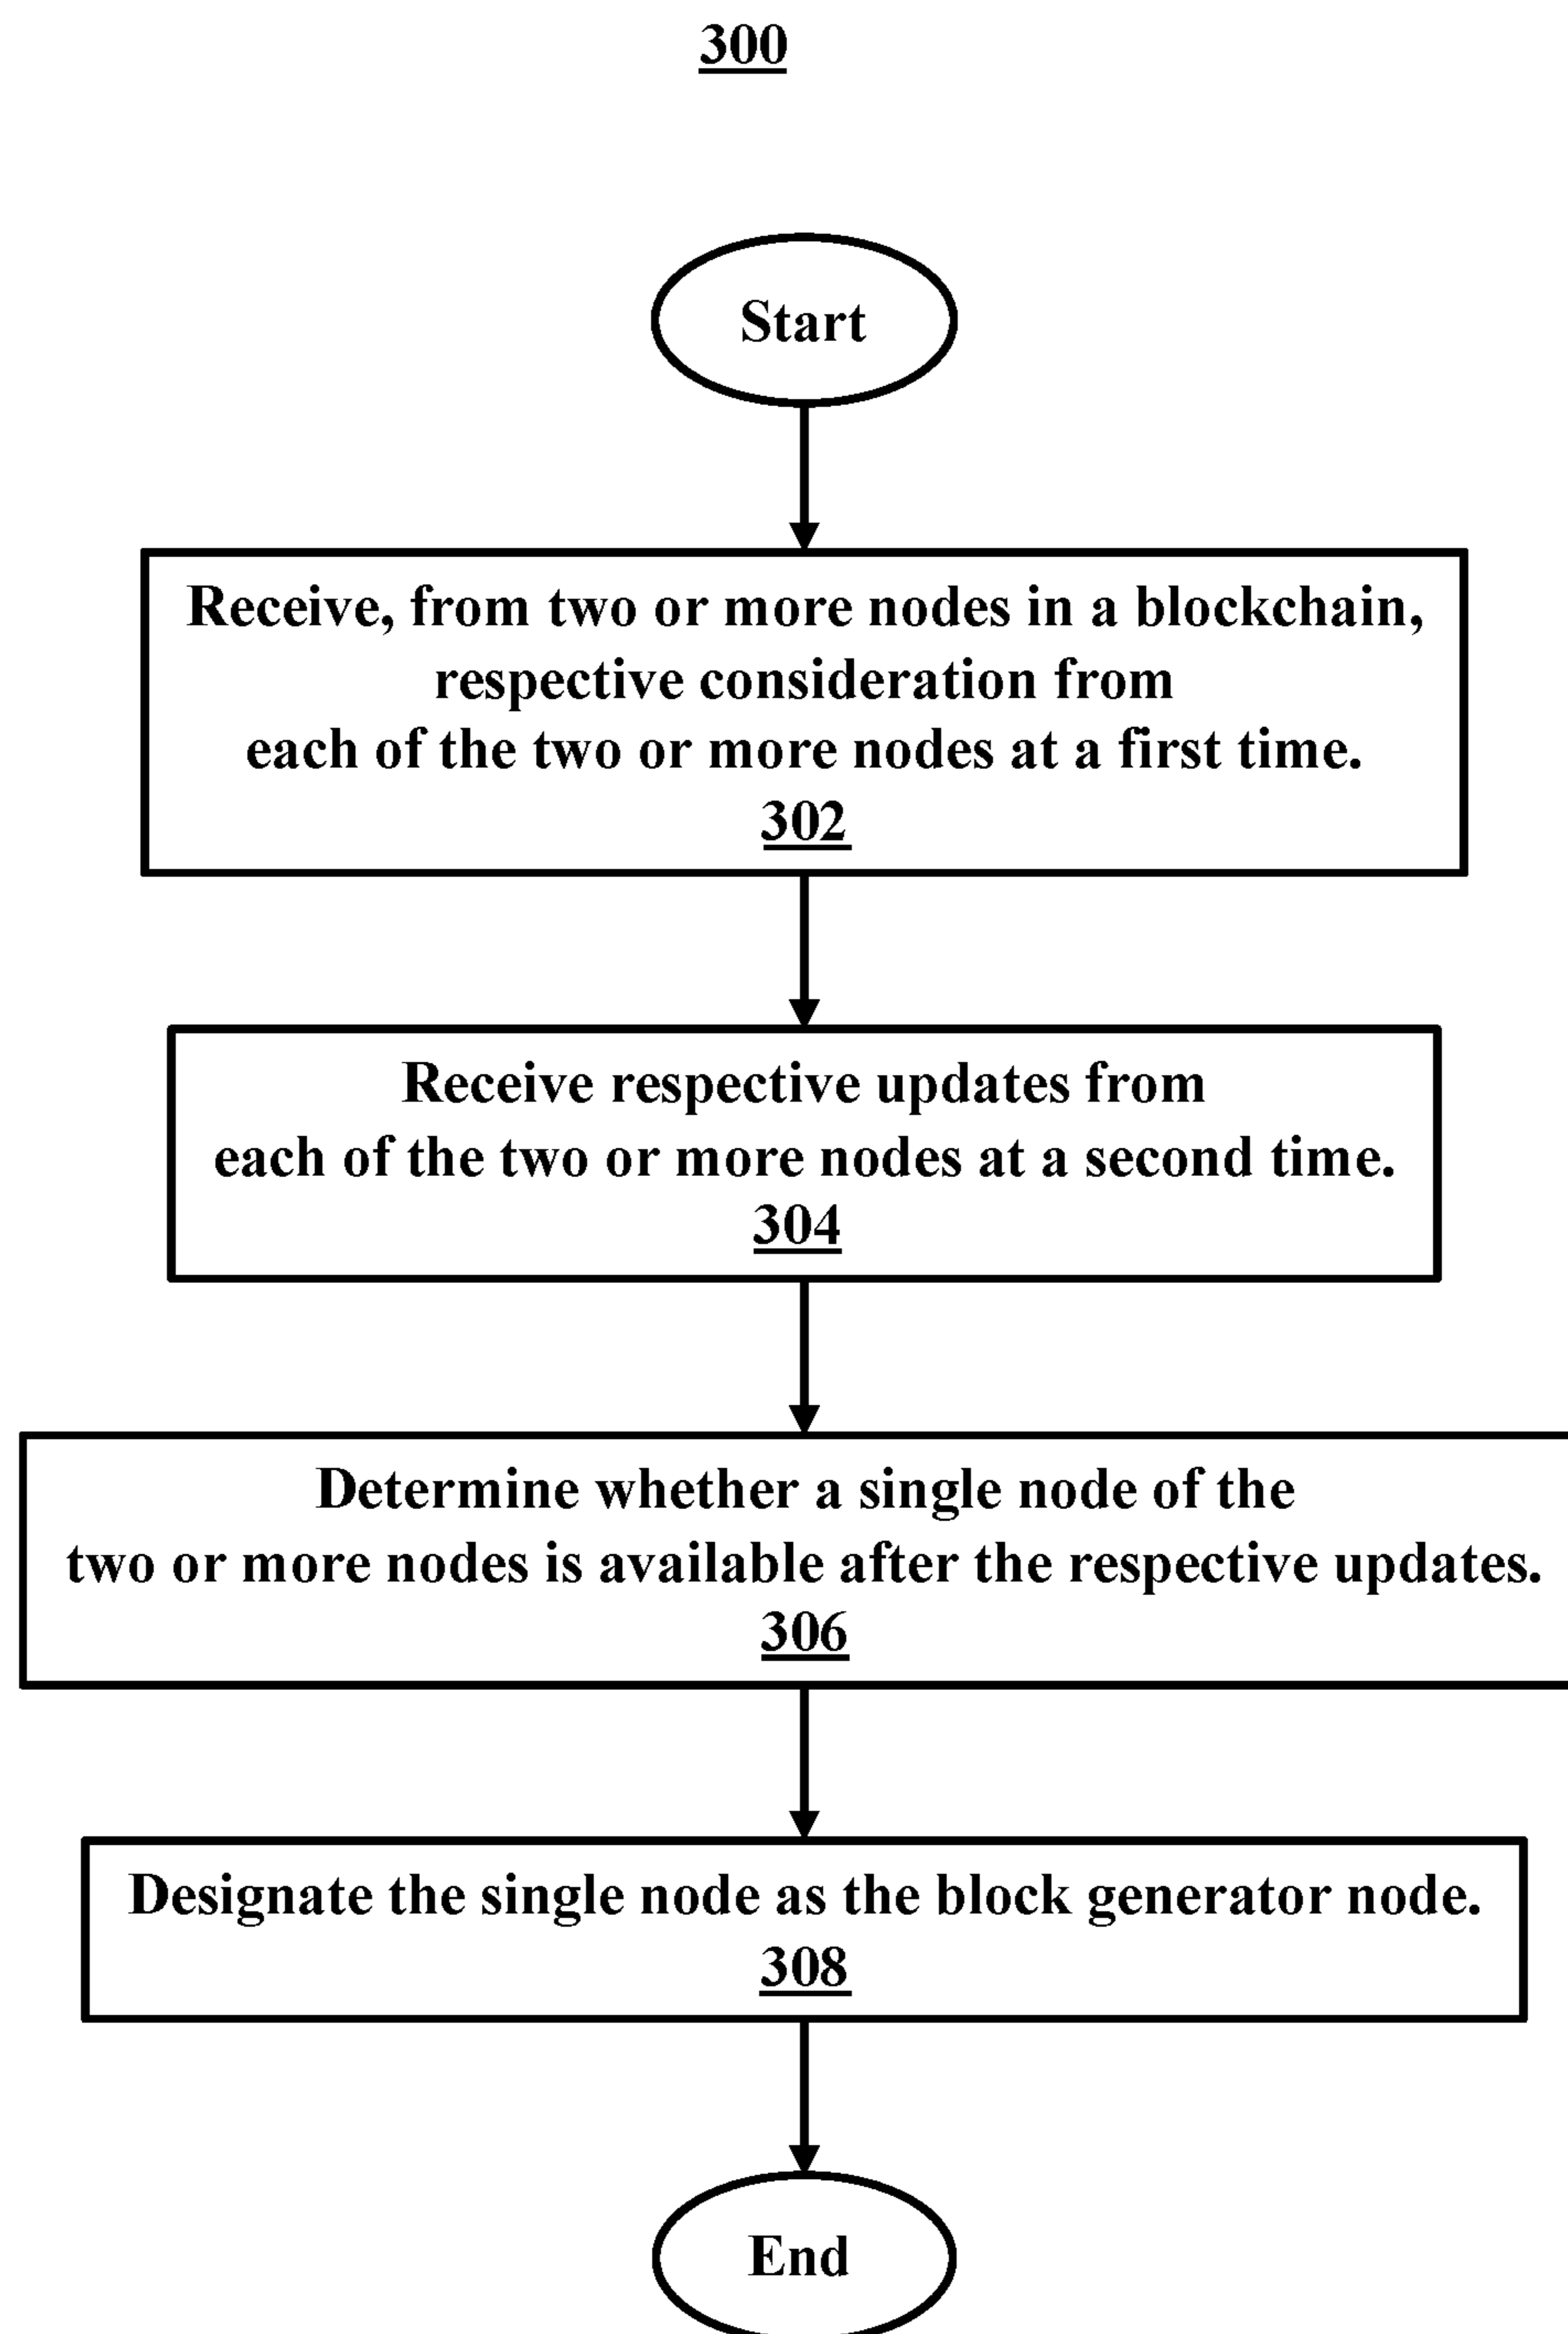 300
Start
Receive, from two or more nodes in a blockchain,
respective consideration from
each of the two or more nodes at a first time.
302
Receive respective updates from
each of the two or more nodes at a second time.
304
Determine whether a single node of the
two or more nodes is available after the respective updates.
306
Designate the single node as the block generator node.
308
End